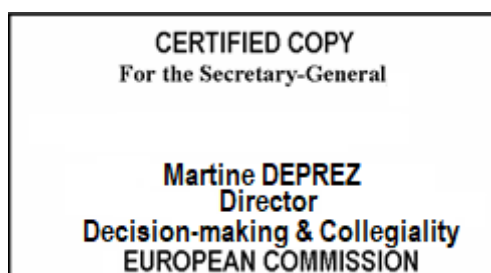 CERTIFIED COPY
For the Secretary-General
Martine DEPREZ
Director
Decision-making & Collegiality
EUROPEAN COMMISSION